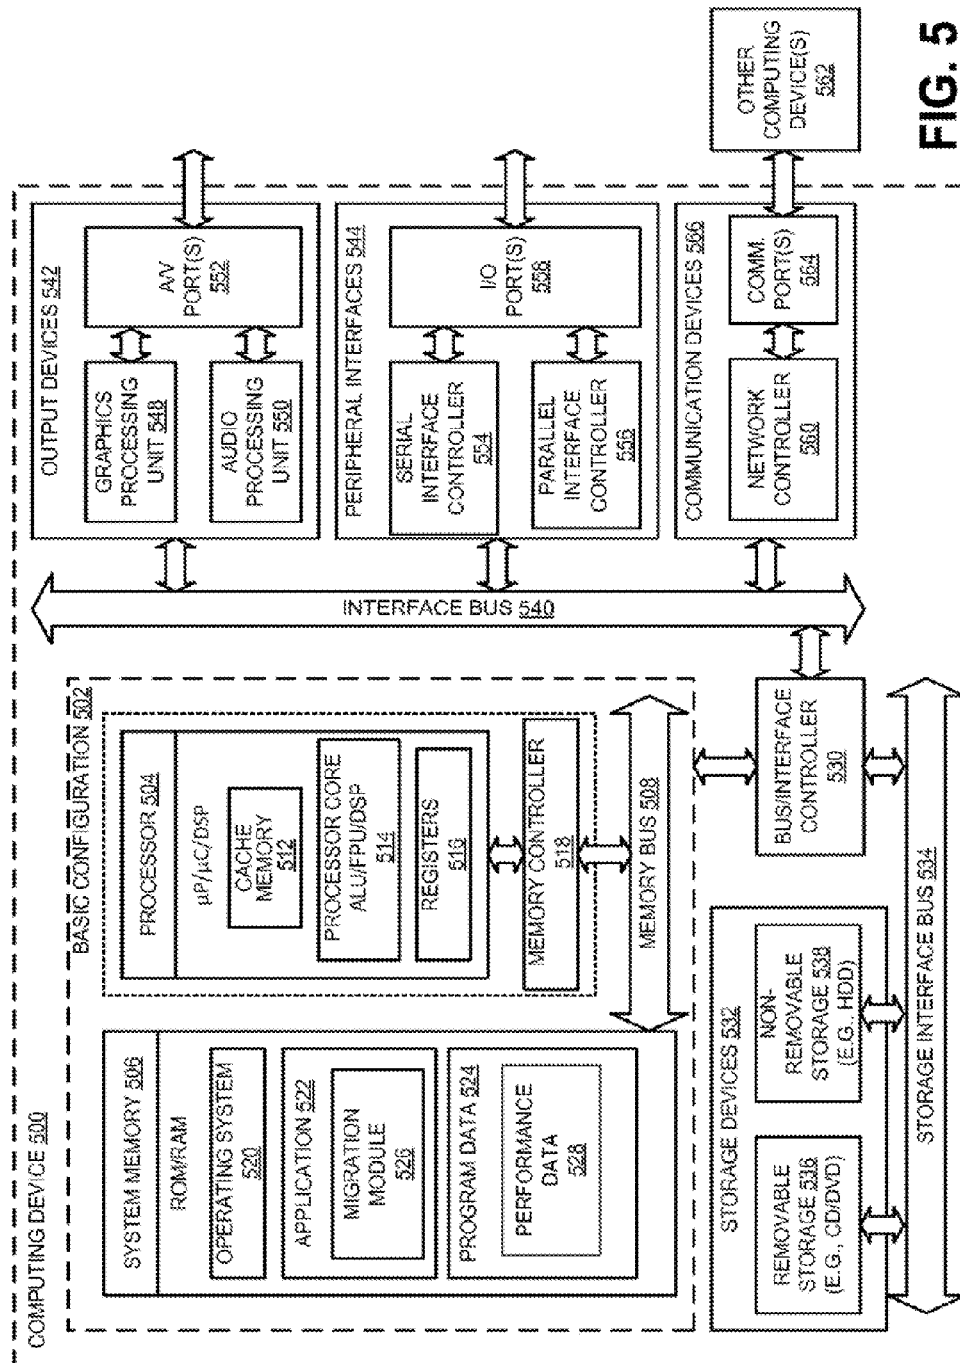 COMPUTING DEVICE 500
BASIC CONFIGURATION 502
SYSTEM MEMORY 506
ROM/RAM
OPERATING SYSTEM
520
APPLICATION 522
MIGRATION
MODULE
526
PROGRAM DATA 524
PERFORMANCE
DATA
528
PROCESSOR 504
µP/µC/DSP
CACHE
MEMORY
512
PROCESSOR CORE
ALU/FPU/DSP
514
REGISTERS
516
MEMORY CONTROLLER
518
MEMORY BUS 508
BUS/INTERFACE
CONTROLLER
530
STORAGE DEVICES 532
REMOVABLE
STORAGE 536
(E.G., CD/DVD)
NON-
REMOVABLE
STORAGE 538
(E.G., HDD)
STORAGE INTERFACE BUS 534
INTERFACE BUS 540
OUTPUT DEVICES 542
GRAPHICS
PROCESSING
UNIT 548
AUDIO
PROCESSING
UNIT 550
A/V
PORT(S)
552
PERIPHERAL INTERFACES 544
SERIAL
INTERFACE
CONTROLLER
554
PARALLEL
INTERFACE
CONTROLLER
556
I/O
PORT(S)
558
COMMUNICATION DEVICES 566
NETWORK
CONTROLLER
560
COMM.
PORT(S)
564
OTHER
COMPUTING
DEVICE(S)
562
FIG. 5